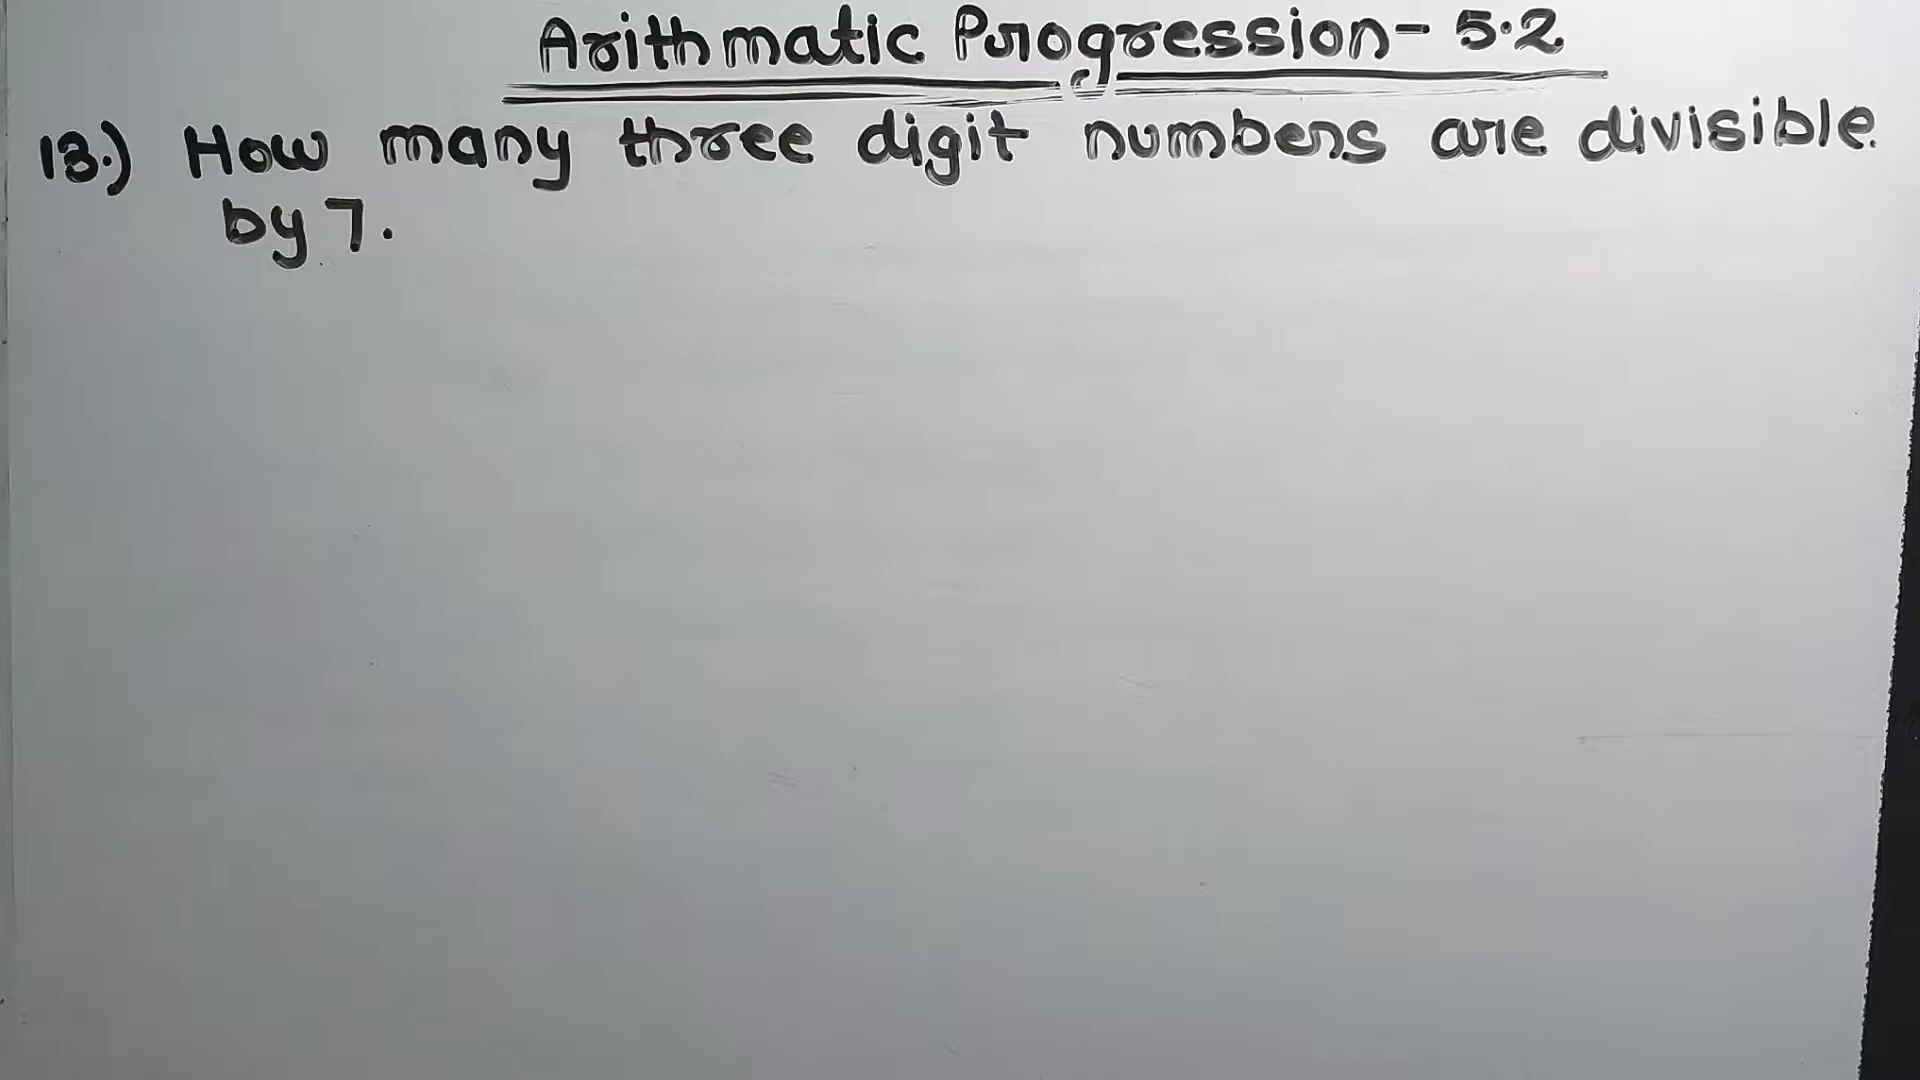 Arithmatic Progression- 5.2
13.) How many three digit numbers are divisible.
by 7.